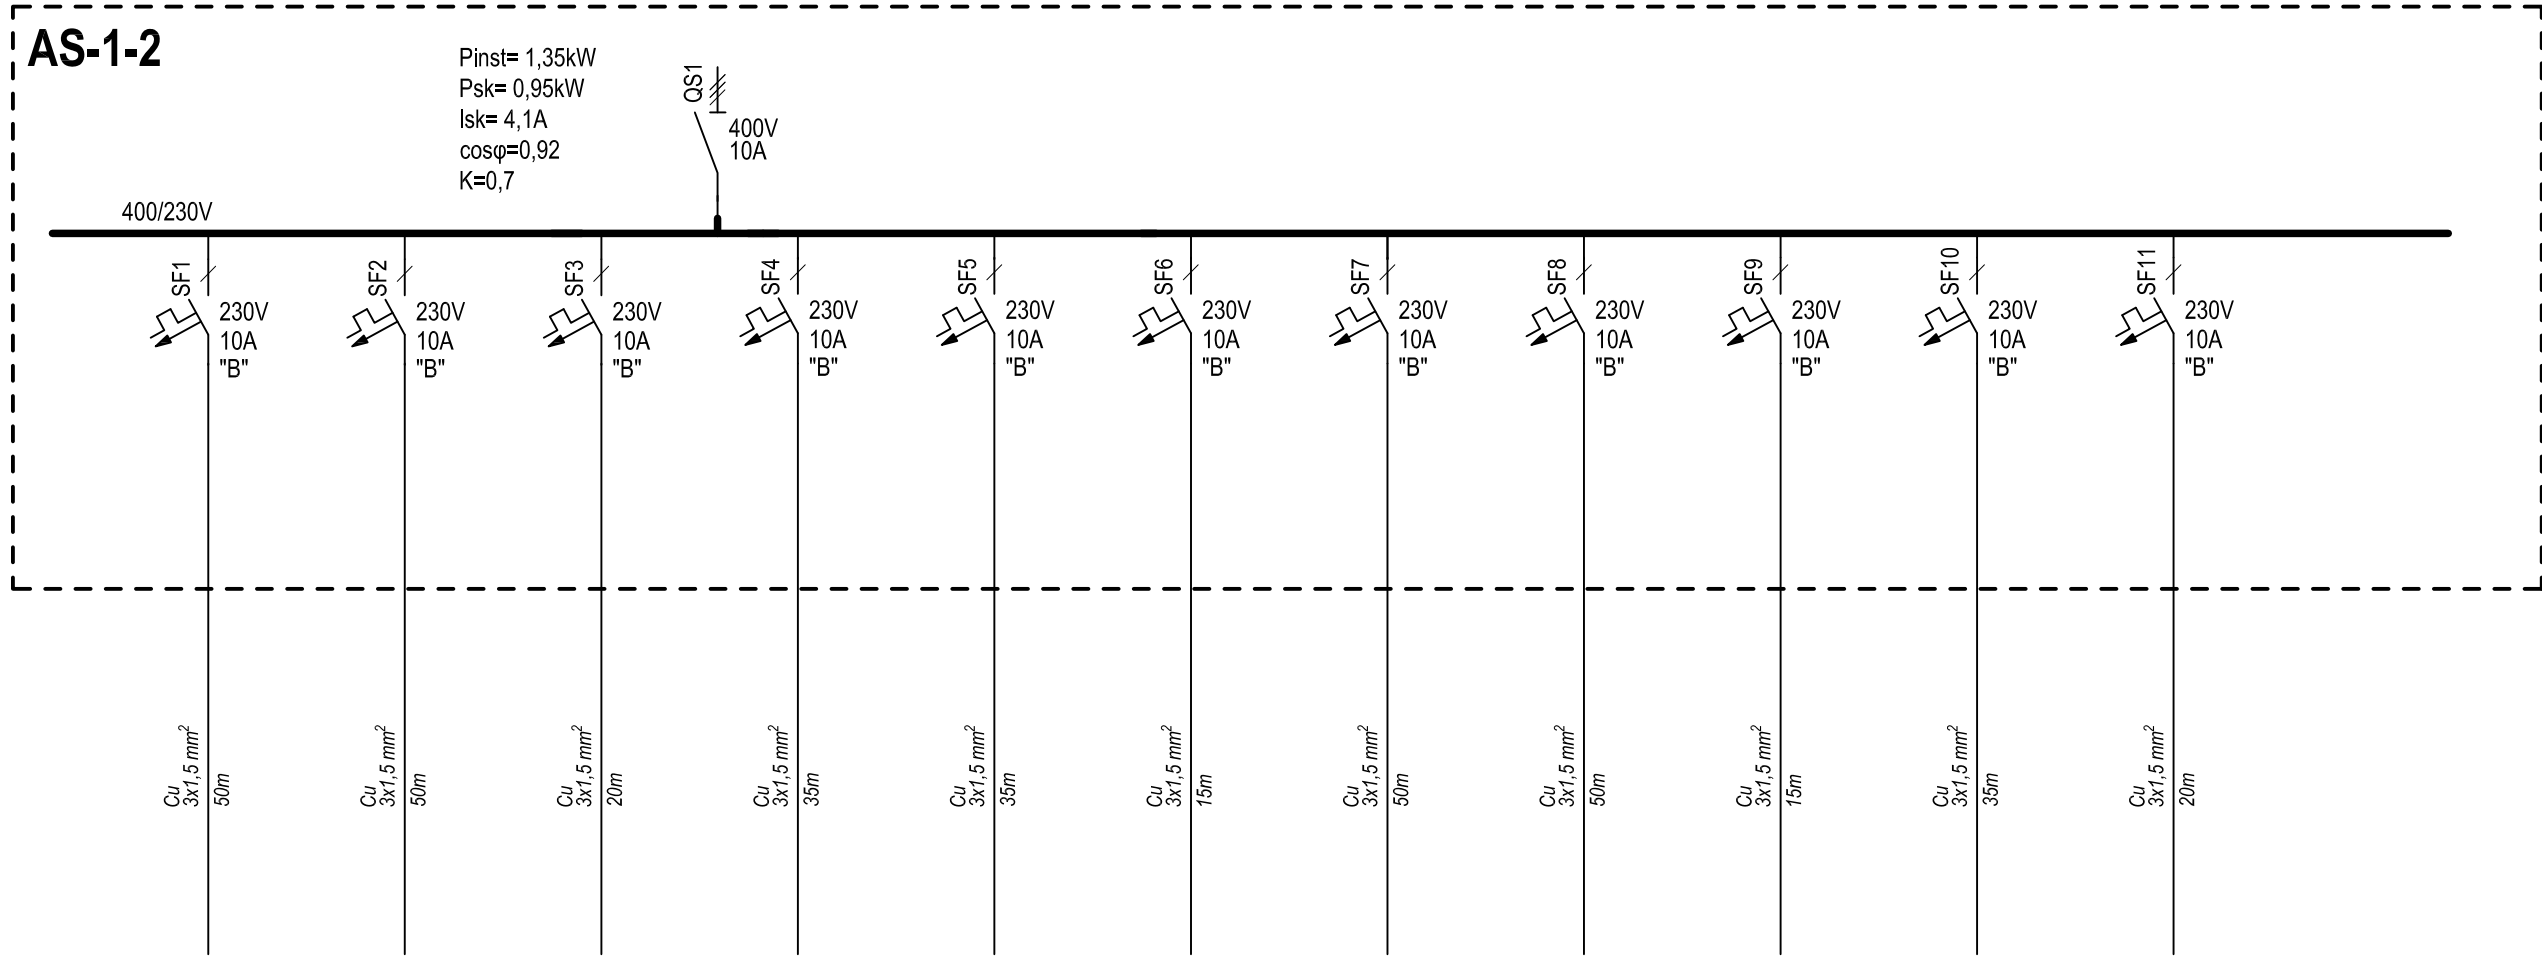 AS-1-2
Pinst= 1,35kW
Psk= 0,95kW
Isk= 4,1A
cosφ=0,92
K=0,7
QS1
400V
10A
400/230V
SF1
230V
10A
"B"
SF2
230V
10A
"B"
SF3
230V
10A
"B"
SF4
230V
10A
"B"
SF5
230V
10A
"B"
SF6
230V
10A
"B"
SF7
230V
10A
"B"
SF8
230V
10A
"B"
SF9
230V
10A
"B"
SF10
230V
10A
"B"
SF11
230V
10A
"B"
Cu
3x1,5 mm²
50m
Cu
3x1,5 mm²
50m
Cu
3x1,5 mm²
20m
Cu
3x1,5 mm²
35m
Cu
3x1,5 mm²
35m
Cu
3x1,5 mm²
15m
Cu
3x1,5 mm²
50m
Cu
3x1,5 mm²
50m
Cu
3x1,5 mm²
15m
Cu
3x1,5 mm²
35m
Cu
3x1,5 mm²
20m